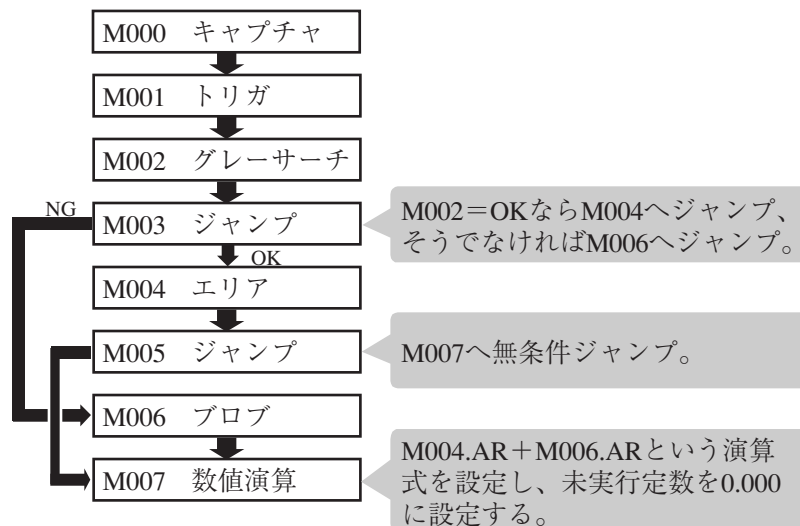 M000 キャプチャ
M001 トリガ
M002 グレーサーチ
NG
M003 ジャンプ
M002＝OKならM004へジャンプ、
そうでなければM006へジャンプ。
OK
M004 エリア
M005 ジャンプ
M007へ無条件ジャンプ。
M006 ブロブ
M007 数値演算
M004.AR＋M006.ARという演算
式を設定し、未実行定数を0.000
に設定する。